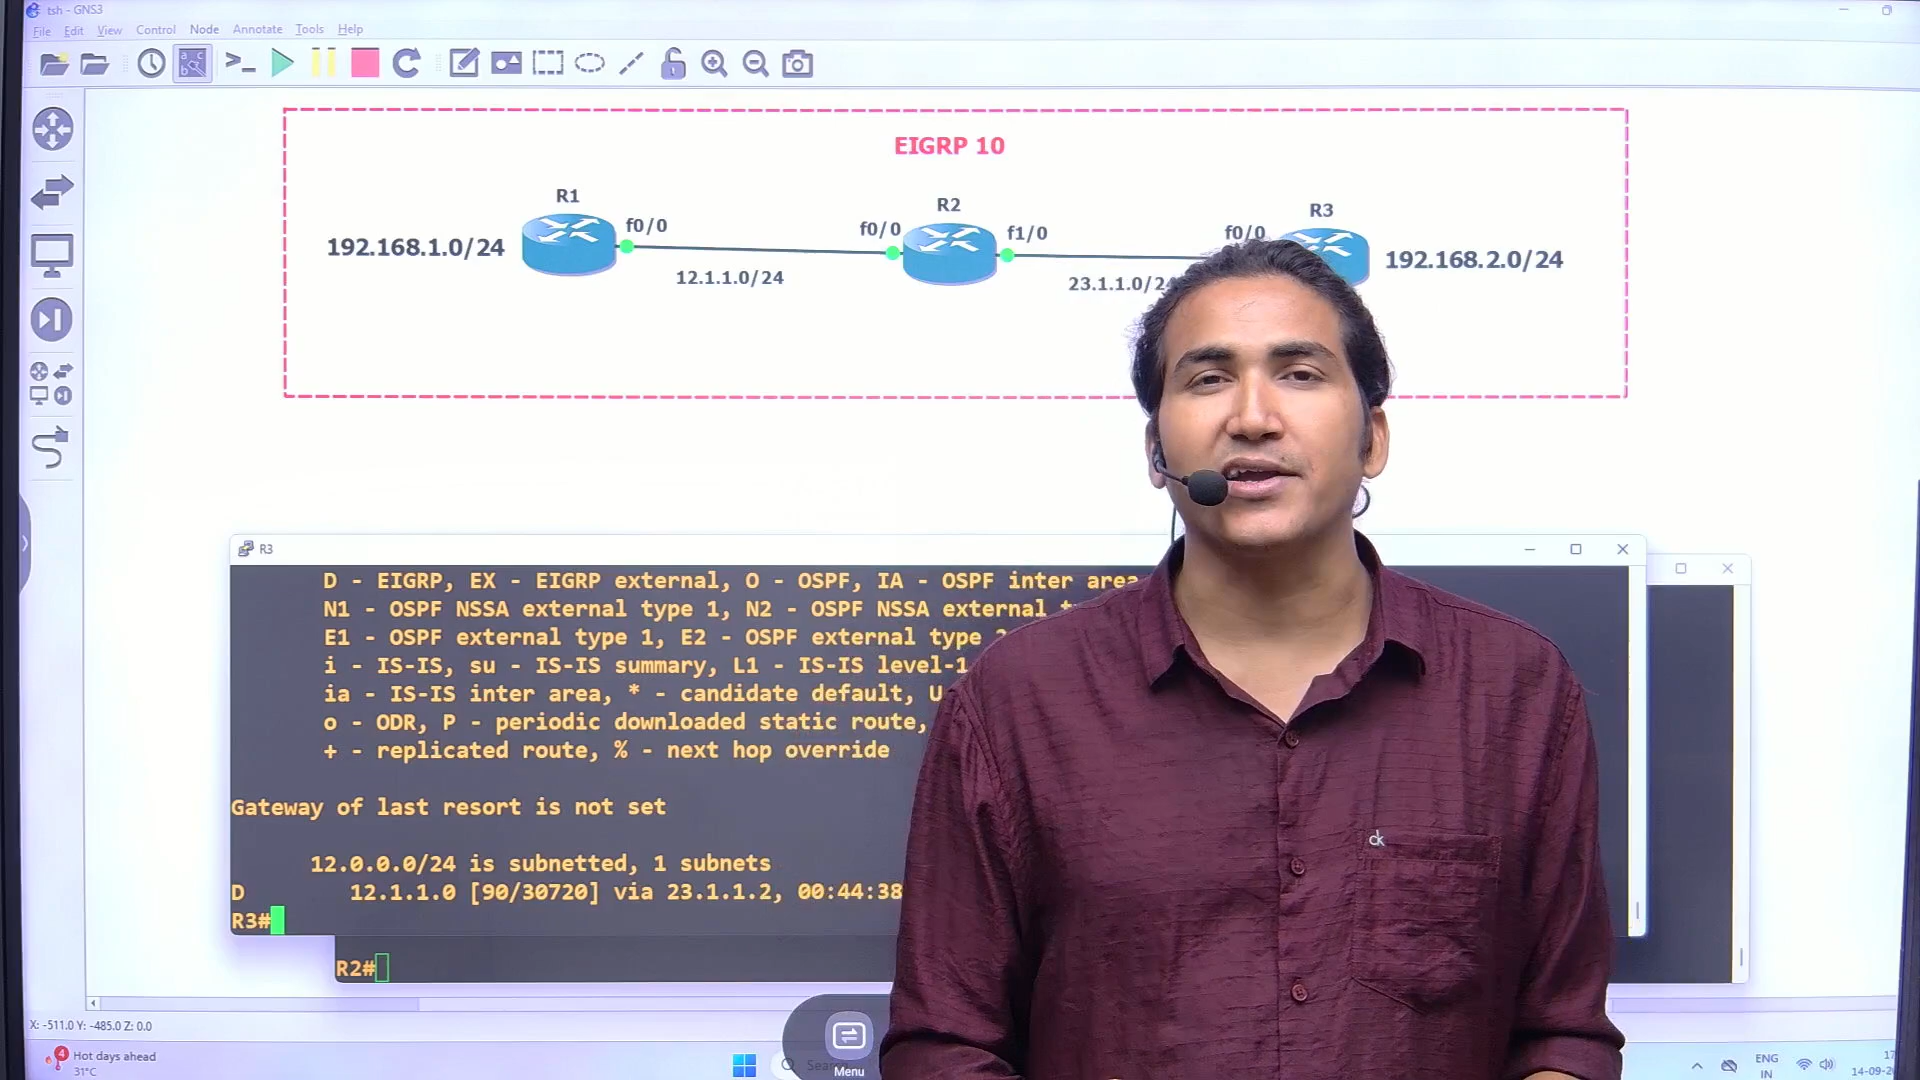 tsh - GNS3
File Edit View Control Node Annotate Tools Help
EIGRP 10
R1
R2
R3
f0/0
f0/0
f1/0
f0/0
192.168.1.0/24
192.168.2.0/24
12.1.1.0/24
23.1.1.0/24
R3
D - EIGRP, EX - EIGRP external, O - OSPF, IA - OSPF inter area
N1 - OSPF NSSA external type 1, N2 - OSPF NSSA external
E1 - OSPF external type 1, E2 - OSPF external type
i - IS-IS, su - IS-IS summary, L1 - IS-IS level-1
ia - IS-IS inter area, * - candidate default, U
o - ODR, P - periodic downloaded static route,
+ - replicated route, % - next hop override
Gateway of last resort is not set
12.0.0.0/24 is subnetted, 1 subnets
D 12.1.1.0 [90/30720] via 23.1.1.2, 00:44:38
R3#
R2#
ck
X: -511.0 Y: -485.0 Z: 0.0
4
Hot days ahead
31°C
Menu
ENG
IN